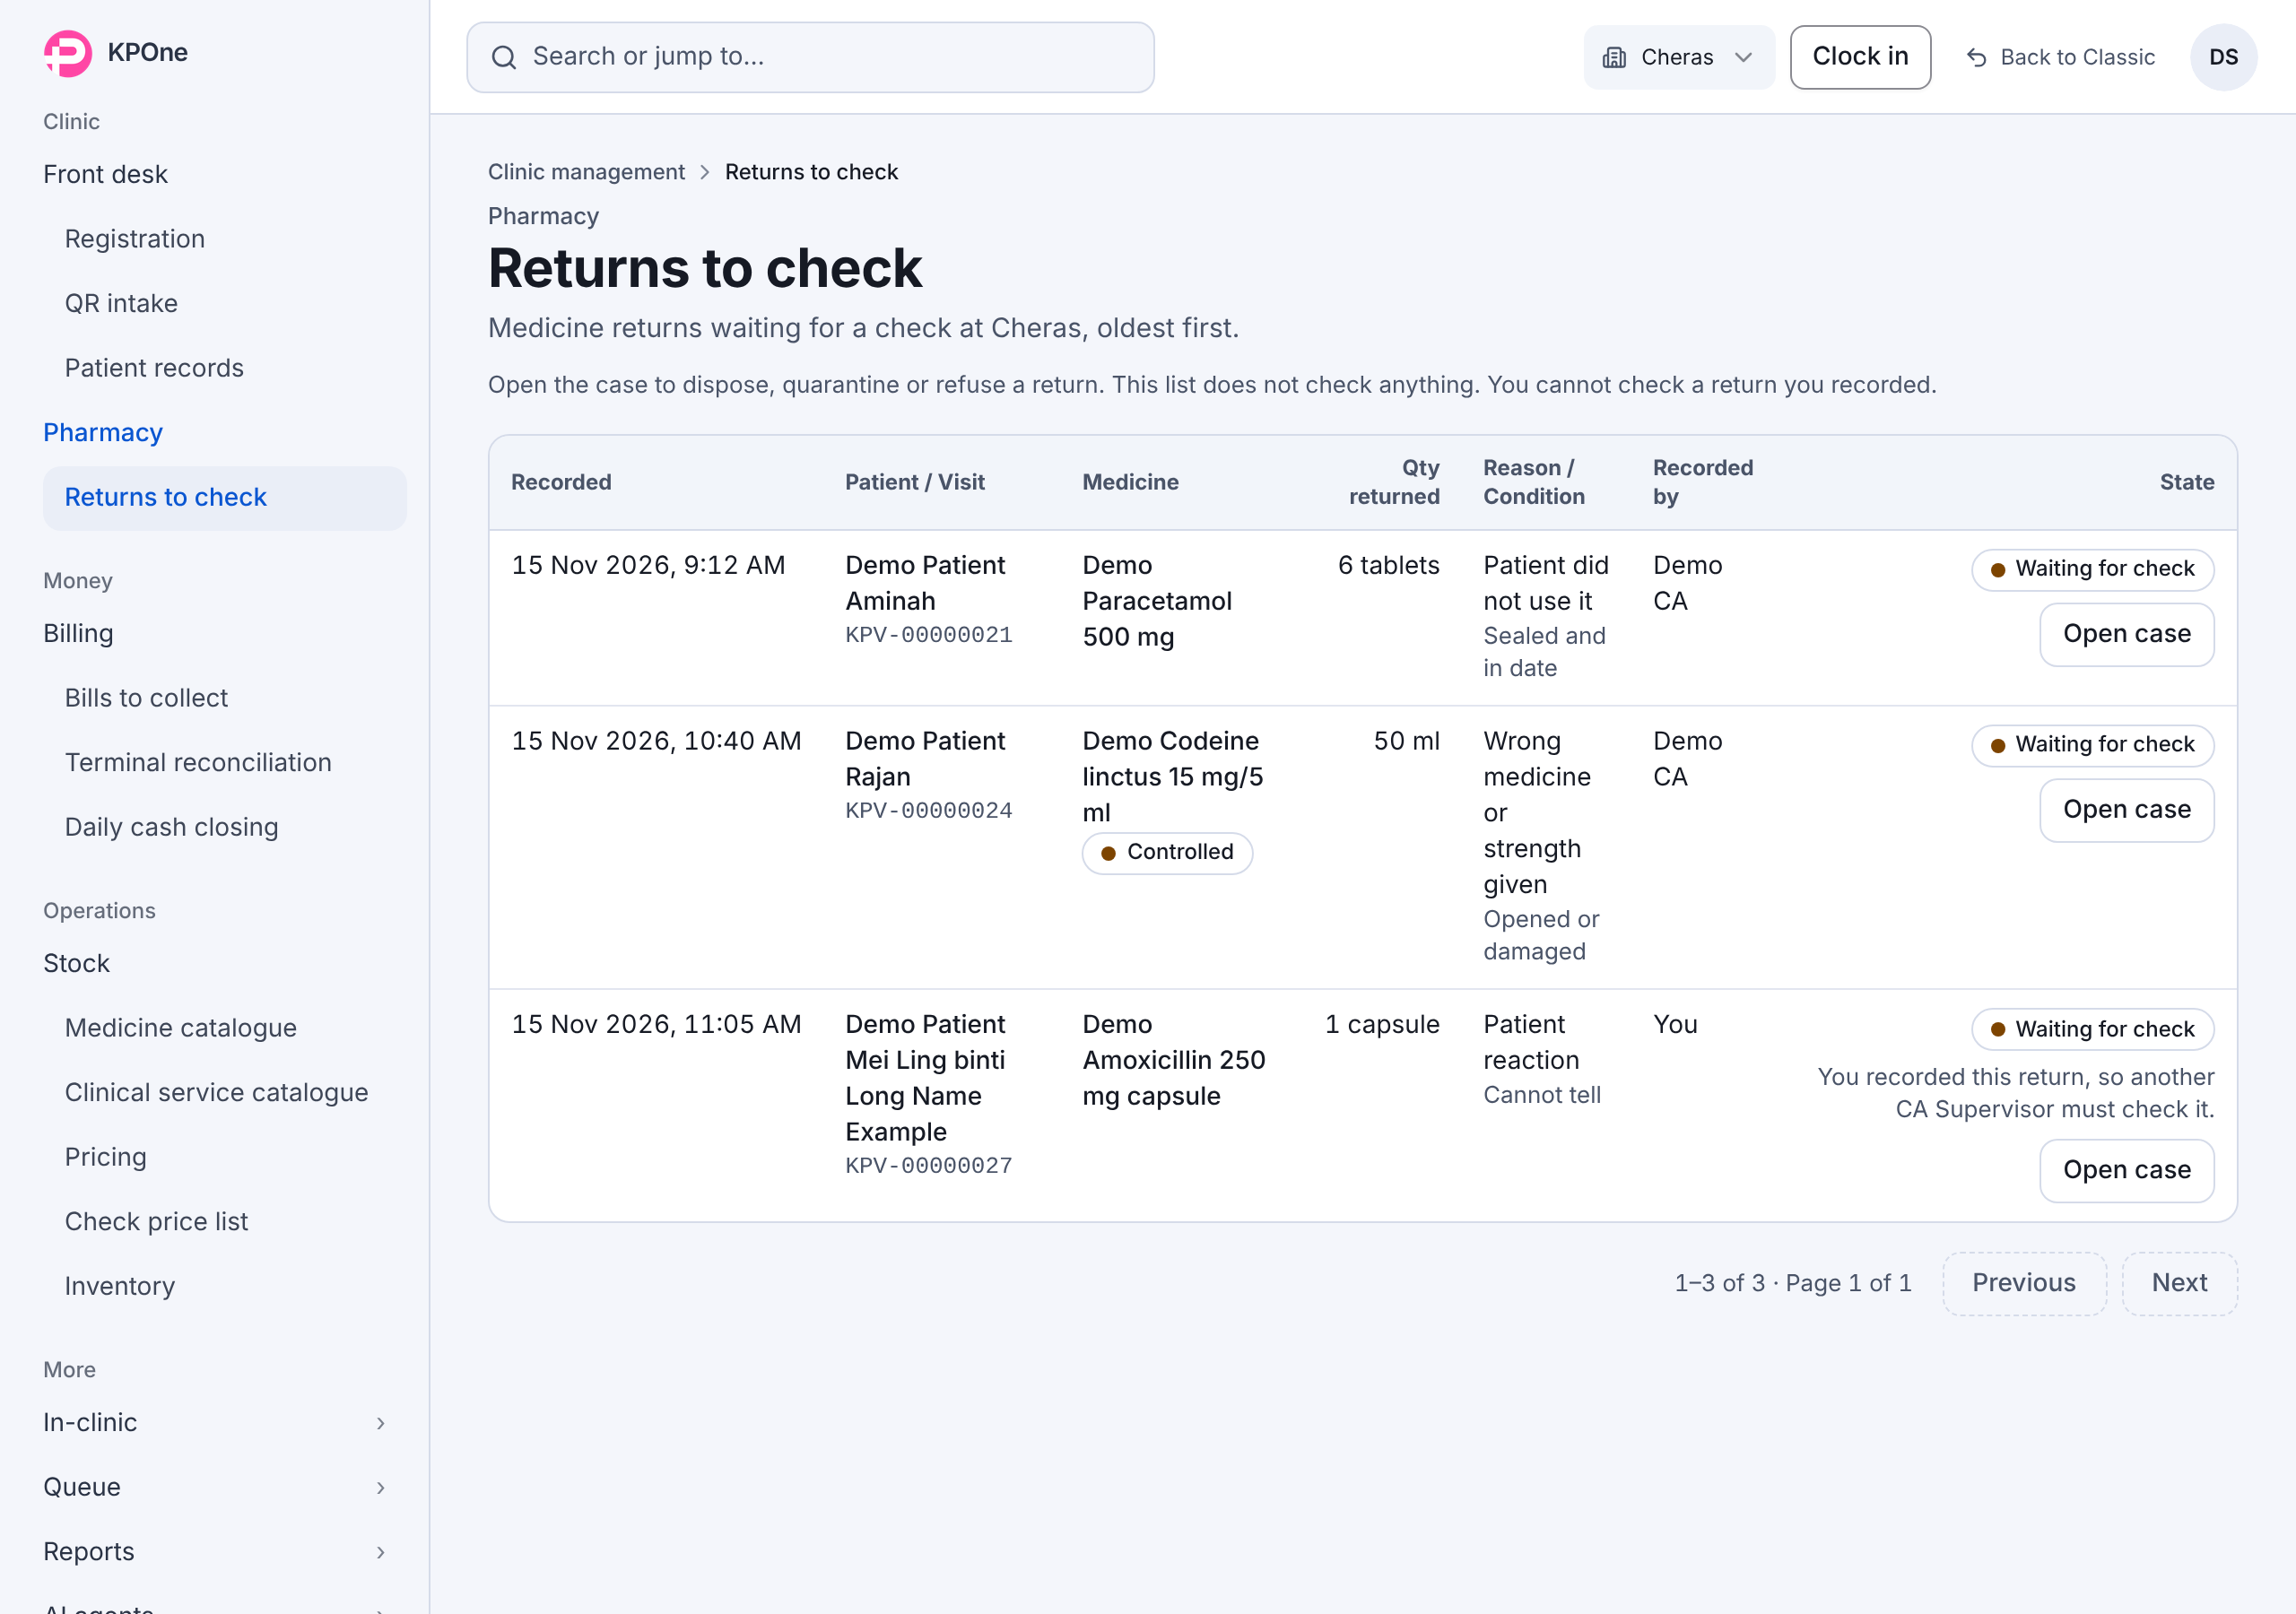 KPOne
Clinic
Front desk
Registration
QR intake
Patient records
Pharmacy
Returns to check
Money
Billing
Bills to collect
Terminal reconciliation
Daily cash closing
Operations
Stock
Medicine catalogue
Clinical service catalogue
Pricing
Check price list
Inventory
More
In-clinic
Queue
Reports
AI agents
Search or jump to...
Cheras
Clock in
Back to Classic
DS
Clinic management > Returns to check
Pharmacy
Returns to check
Medicine returns waiting for a check at Cheras, oldest first.
Open the case to dispose, quarantine or refuse a return. This list does not check anything. You cannot check a return you recorded.
Recorded
Patient / Visit
Medicine
Qty
returned
Reason /
Condition
Recorded
by
State
15 Nov 2026, 9:12 AM
Demo Patient
Aminah
KPV-00000021
Demo
Paracetamol
500 mg
6 tablets
Patient did
not use it
Sealed and
in date
Demo
CA
Waiting for check
Open case
15 Nov 2026, 10:40 AM
Demo Patient
Rajan
KPV-00000024
Demo Codeine
linctus 15 mg/5
ml
Controlled
50 ml
Wrong
medicine
or
strength
given
Opened or
damaged
Demo
CA
Waiting for check
Open case
15 Nov 2026, 11:05 AM
Demo Patient
Mei Ling binti
Long Name
Example
KPV-00000027
Demo
Amoxicillin 250
mg capsule
1 capsule
Patient
reaction
Cannot tell
You
Waiting for check
You recorded this return, so another
CA Supervisor must check it.
Open case
1–3 of 3 · Page 1 of 1
Previous
Next